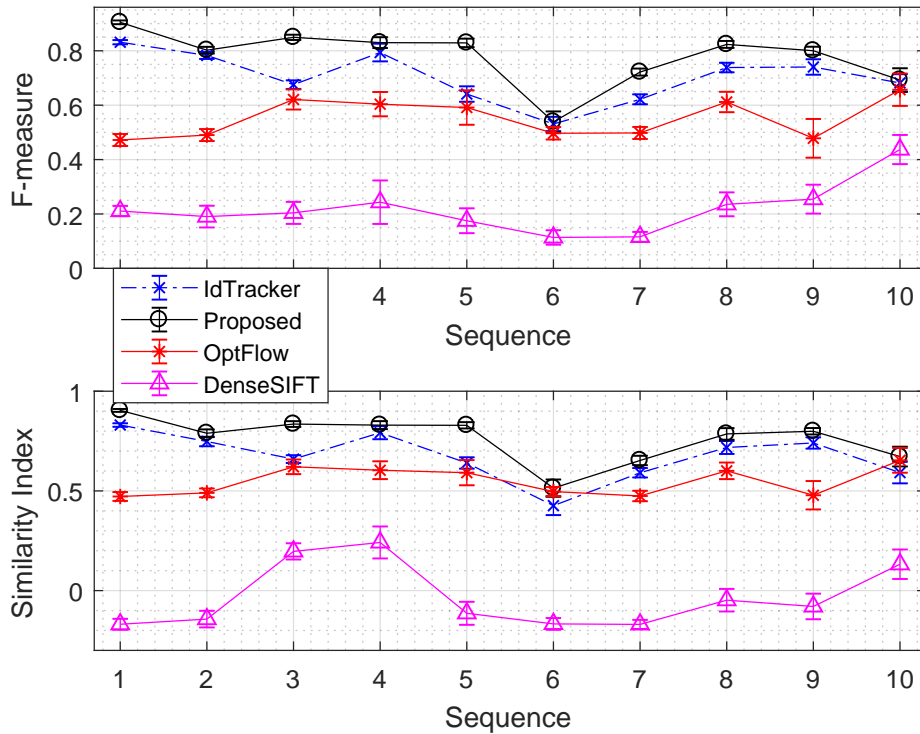 0.8
0.6
0.4
0.2
0
F-measure
4 5 6 7 8 9 10
Sequence
IdTracker
Proposed
OptFlow
DenseSIFT
1
0.5
0
Similarity Index
1 2 3 4 5 6 7 8 9 10
Sequence